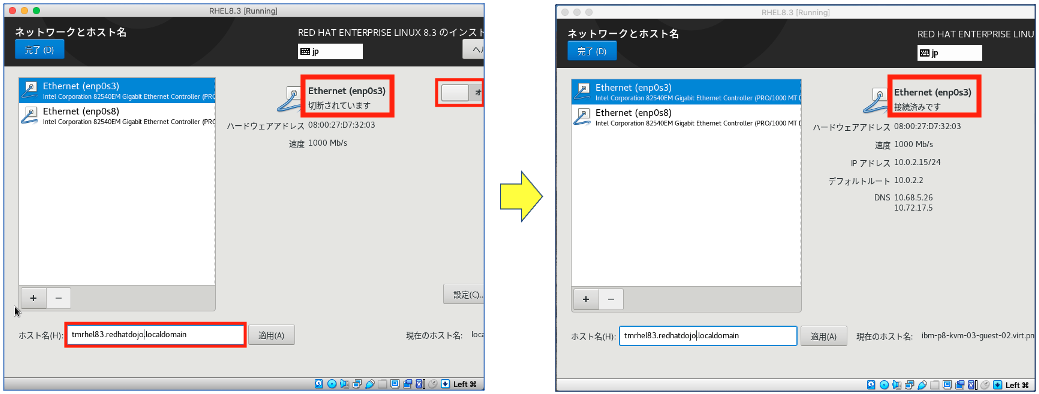 RHEL8.3 [Running]
ネットワークとホスト名
RED HAT ENTERPRISE LINUX 8.3 のインスト
完了 (D)
jp
ヘル
Ethernet (enp0s3)
Intel Corporation 82540EM Gigabit Ethernet Controller (PRO
Ethernet (enp0s8)
Intel Corporation 82540EM Gigabit Ethernet Controller (PRO
Ethernet (enp0s3)
切断されています
オ
ハードウェアアドレス 08:00:27:D7:32:03
速度 1000 Mb/s
+ −
設定(C)...
ホスト名(H): tmrhel83.redhatdojo.localdomain 適用(A) 現在のホスト名: loca
Left ⌘
RHEL8.3 [Running]
ネットワークとホスト名
RED HAT ENTERPRISE LINU
完了 (D)
jp
Ethernet (enp0s3)
Intel Corporation 82540EM Gigabit Ethernet Controller (PRO/1000 MT D
Ethernet (enp0s8)
Intel Corporation 82540EM Gigabit Ethernet Controller (PRO/1000 MT D
Ethernet (enp0s3)
接続済みです
ハードウェアアドレス 08:00:27:D7:32:03
速度 1000 Mb/s
IP アドレス 10.0.2.15/24
デフォルトルート 10.0.2.2
DNS 10.68.5.26
10.72.17.5
+ −
ホスト名(H): tmrhel83.redhatdojo.localdomain 適用(A) 現在のホスト名: ibm-p8-kvm-03-guest-02.virt.pn
Left ⌘